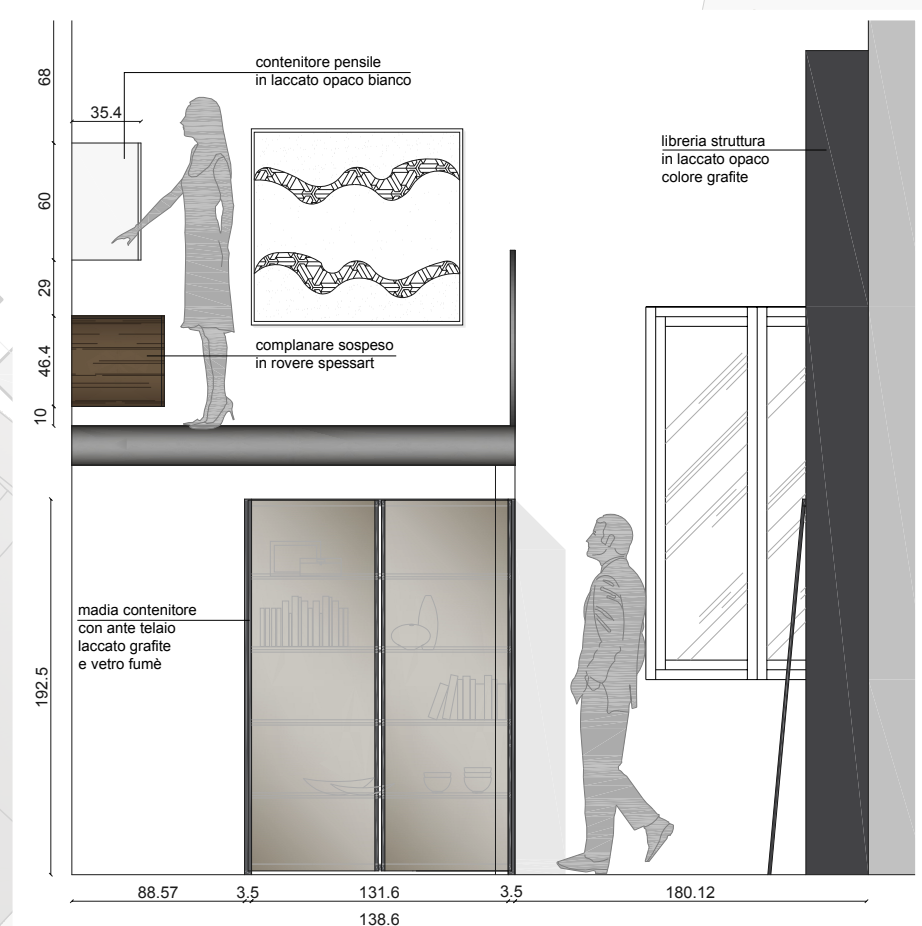 68
contenitore pensile
in laccato opaco bianco
35.4
libreria struttura
in laccato opaco
colore grafite
60
29
complanare sospeso
in rovere spessart
46.4
10
madia contenitore
con ante telaio
laccato grafite
e vetro fumè
192.5
88.57
3.5
131.6
3.5
180.12
138.6